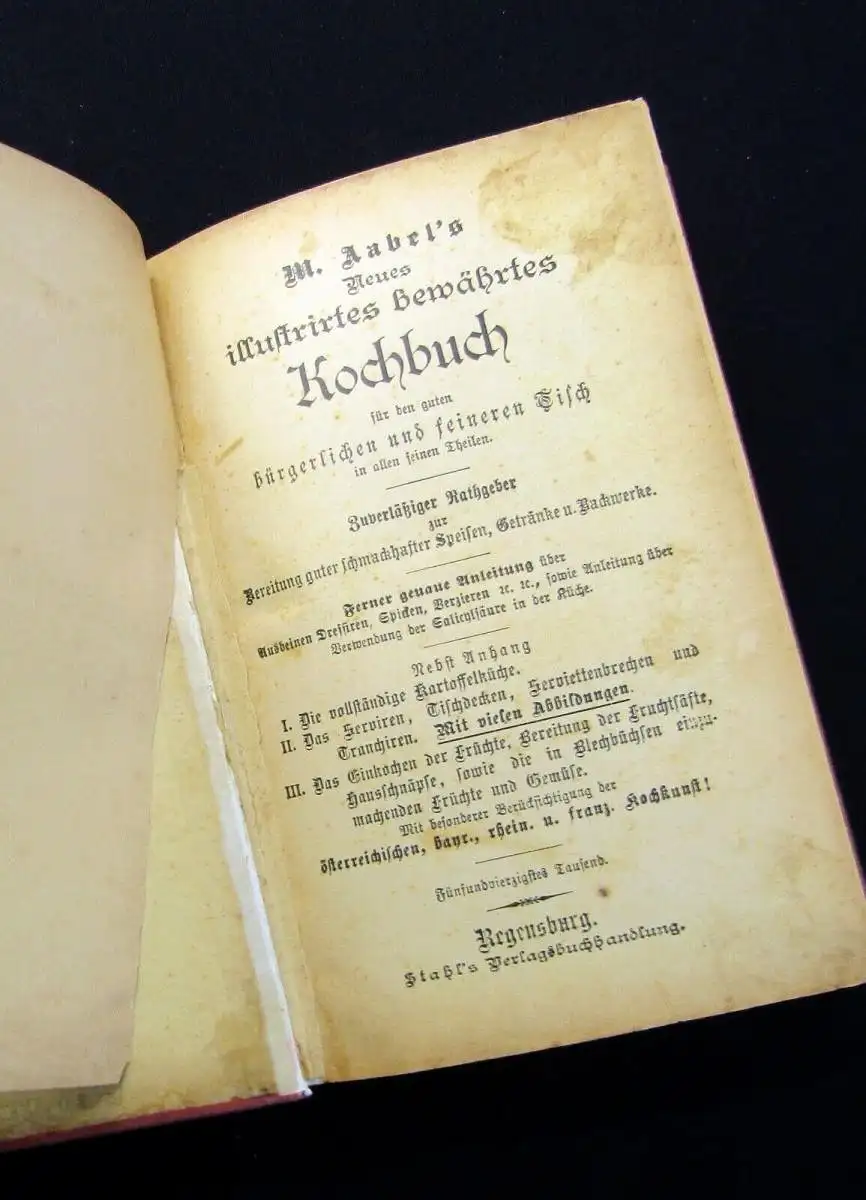 M. Aabel's
Neues
illustrirtes bewährtes
Kochbuch
für den guten
bürgerlichen und feineren Tisch
in allen seinen Theilen.
Zuverläßiger Rathgeber
zur
Bereitung guter schmackhafter Speisen, Getränke u. Backwerke.
Ferner genaue Anleitung über
Ausbeinen Dressiren, Spicken, Verzieren ꝛc. ꝛc., sowie Anleitung über
Verwendung der Salicylsäure in der Küche.
Nebst Anhang
I. Die vollständige Kartoffelküche.
II. Das Serviren, Tischdecken, Serviettenbrechen und
Tranchiren. Mit vielen Abbildungen.
III. Das Einkochen der Früchte, Bereitung der Fruchtsäfte,
Hausschnäpse, sowie die in Blechbüchsen einzu-
machenden Früchte und Gemüse.
Mit besonderer Berücksichtigung der
österreichischen, bayr., rhein. u. franz. Kochkunst!
Fünfundvierzigstes Tausend.
Regensburg.
Stahl's Verlagsbuchhandlung.